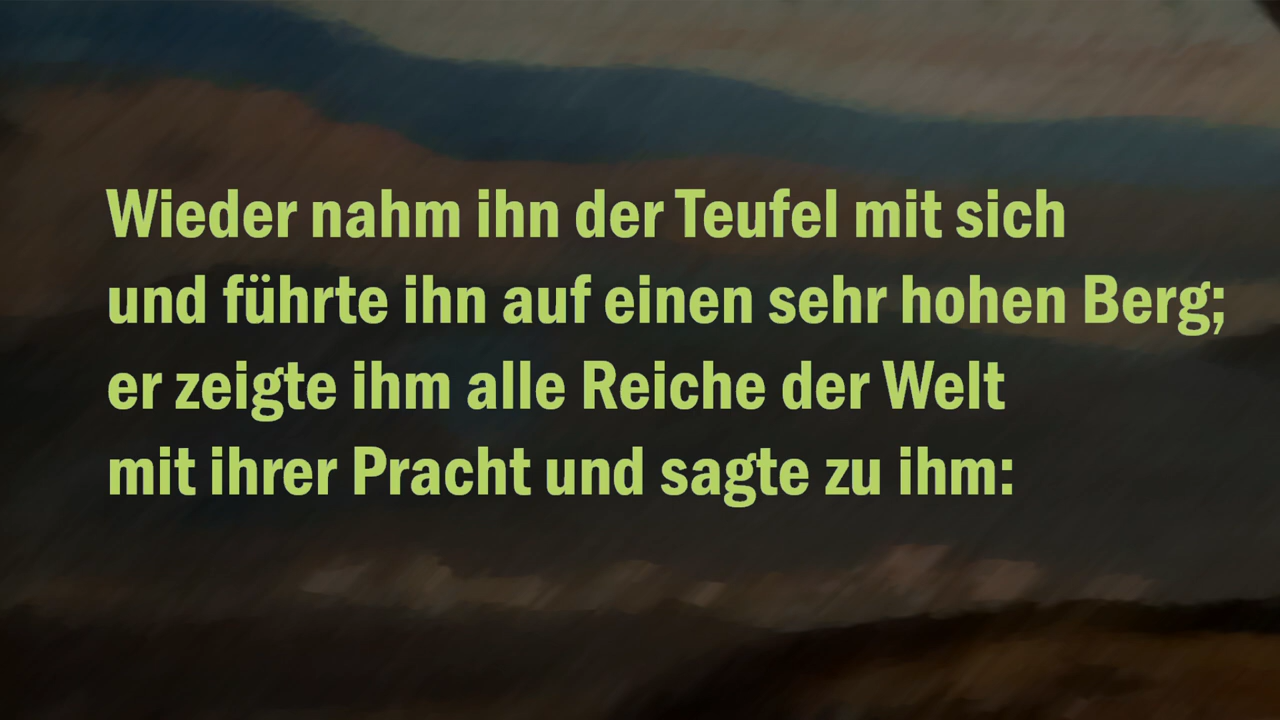 Wieder nahm ihn der Teufel mit sich
und führte ihn auf einen sehr hohen Berg;
er zeigte ihm alle Reiche der Welt
mit ihrer Pracht und sagte zu ihm: